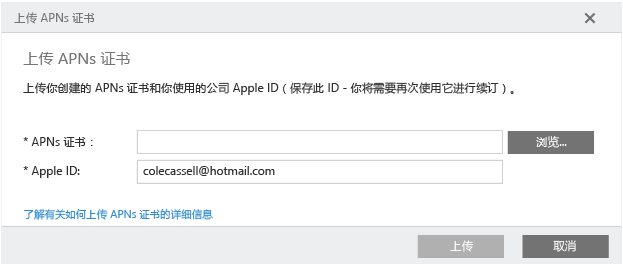 上传 APNs 证书
上传 APNs 证书
上传你创建的 APNs 证书和你使用的公司 Apple ID（保存此 ID - 你将需要再次使用它进行续订）。
* APNs 证书： 浏览...
* Apple ID: colecassell@hotmail.com
了解有关如何上传 APNs 证书的详细信息
上传 取消